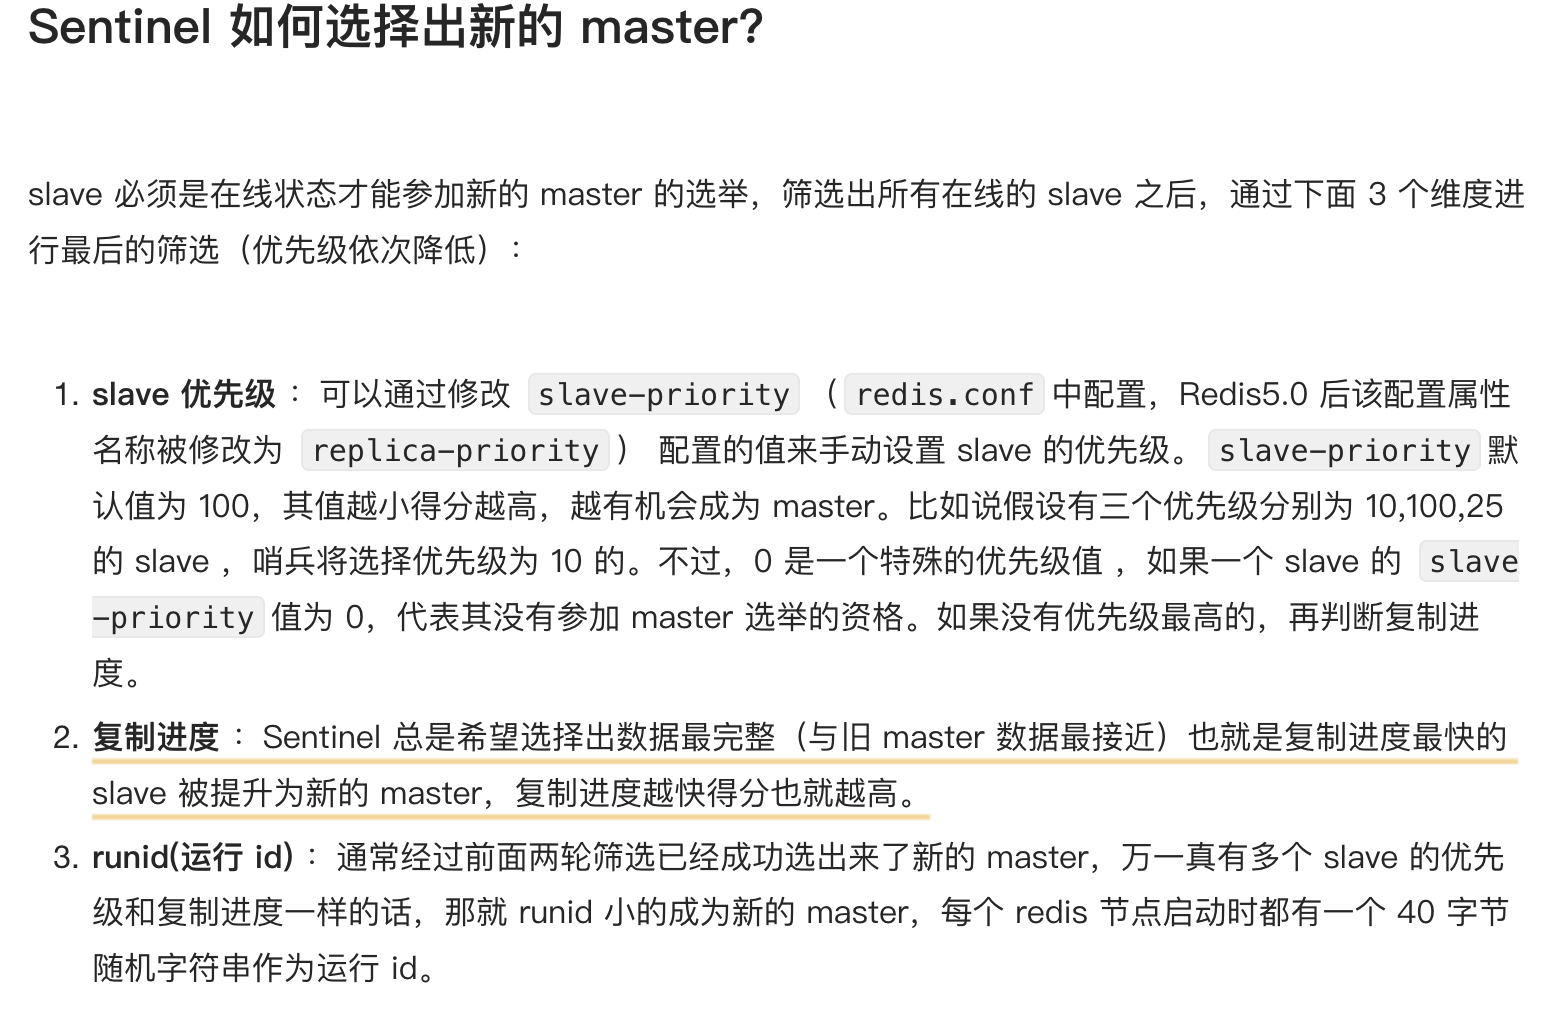 Sentinel 如何选择出新的 master?
slave 必须是在线状态才能参加新的 master 的选举，筛选出所有在线的 slave 之后，通过下面 3 个维度进
行最后的筛选（优先级依次降低）：
1. slave 优先级 ： 可以通过修改 slave-priority （ redis.conf 中配置，Redis5.0 后该配置属性
名称被修改为 replica-priority ） 配置的值来手动设置 slave 的优先级。 slave-priority 默
认值为 100，其值越小得分越高，越有机会成为 master。比如说假设有三个优先级分别为 10,100,25
的 slave ，哨兵将选择优先级为 10 的。不过，0 是一个特殊的优先级值 ，如果一个 slave 的 slave
-priority 值为 0，代表其没有参加 master 选举的资格。如果没有优先级最高的，再判断复制进
度。
2. 复制进度 ： Sentinel 总是希望选择出数据最完整（与旧 master 数据最接近）也就是复制进度最快的
slave 被提升为新的 master，复制进度越快得分也就越高。
3. runid(运行 id) ： 通常经过前面两轮筛选已经成功选出来了新的 master，万一真有多个 slave 的优先
级和复制进度一样的话，那就 runid 小的成为新的 master，每个 redis 节点启动时都有一个 40 字节
随机字符串作为运行 id。